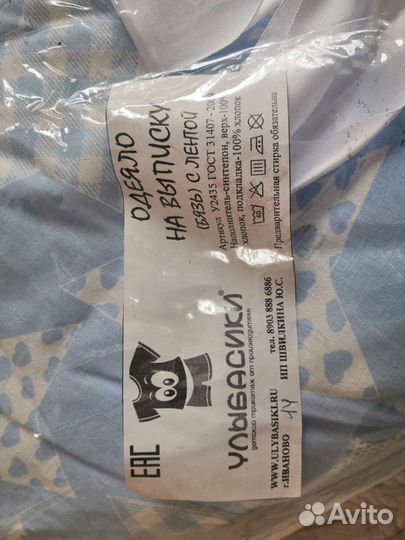 ОДЕЯЛО
НА ВЫПИСКУ
(БЯЗЬ) С ЛЕНТОЙ
Артикул У2435 ГОСТ 31407-20
Наполнитель-синтепон, верх-100%
хлопок, подкладка-100% хлопок
Предварительная стирка обязательна
УЛЫБАСИКИ®
детский трикотаж от производителя
EAC
WWW.ULYBASIKI.RU
г.ИВАНОВО
тел. 8903 888 6886
ИП ШВИЛКИНА Ю.С.
Avito